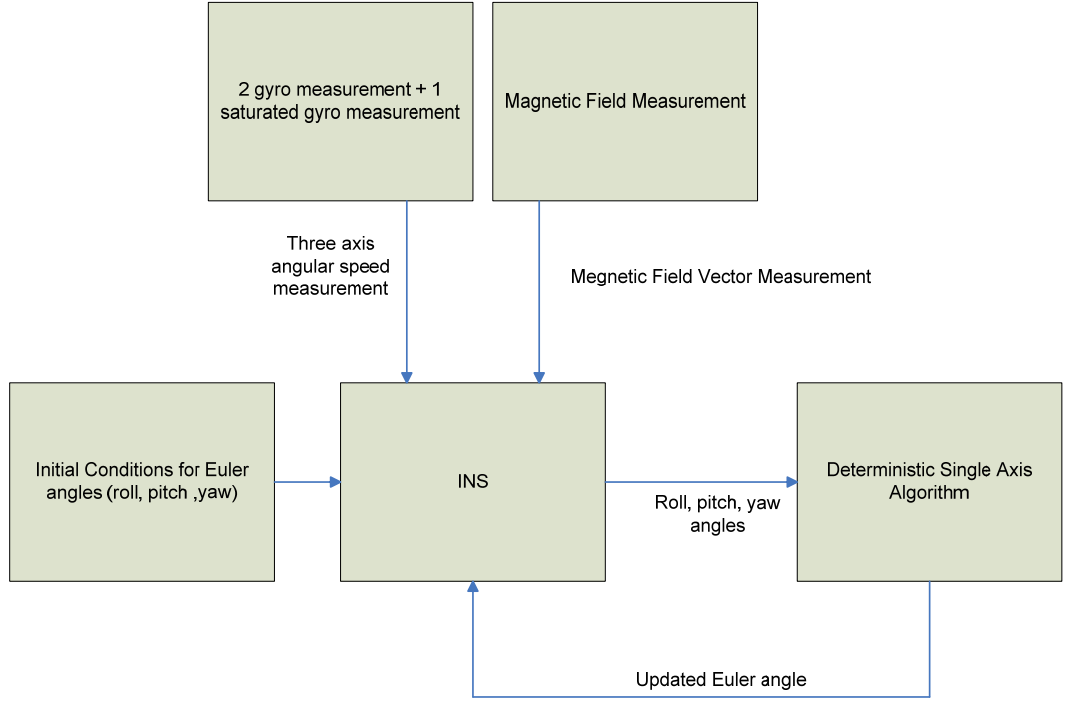 2 gyro measurement + 1
saturated gyro measurement
Magnetic Field Measurement
Three axis
angular speed
measurement
Megnetic Field Vector Measurement
Initial Conditions for Euler
angles (roll, pitch ,yaw)
INS
Roll, pitch, yaw
angles
Deterministic Single Axis
Algorithm
Updated Euler angle